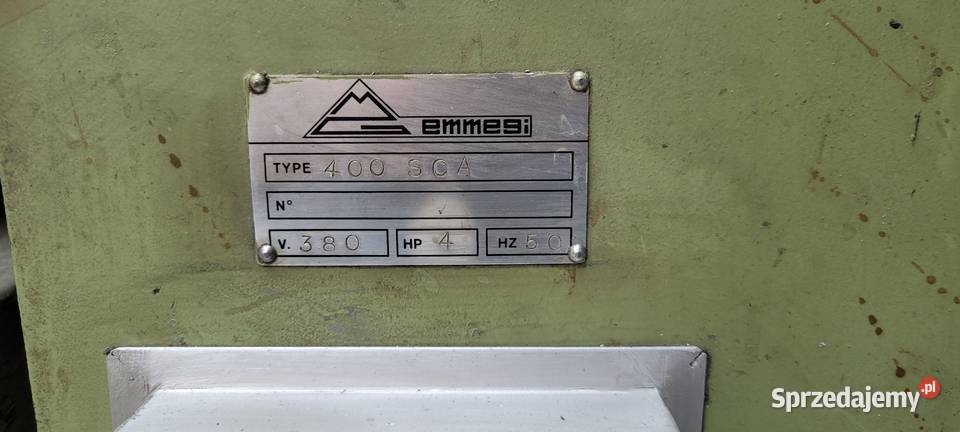 emmegi
TYPE 400 SCA
N°
V. 380 HP 4 HZ 50
Sprzedajemy.pl